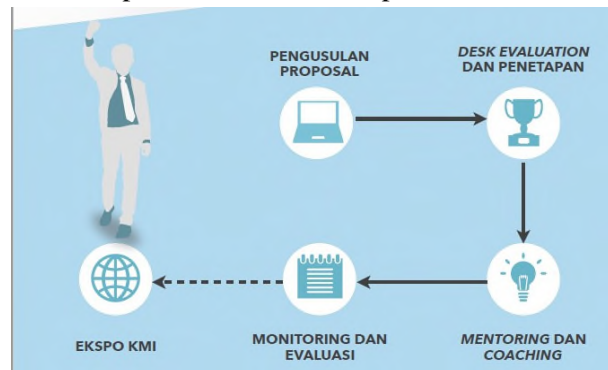 PENGUSULAN
PROPOSAL
DESK EVALUATION
DAN PENETAPAN
MENTORING DAN
COACHING
MONITORING DAN
EVALUASI
EKSPO KMI